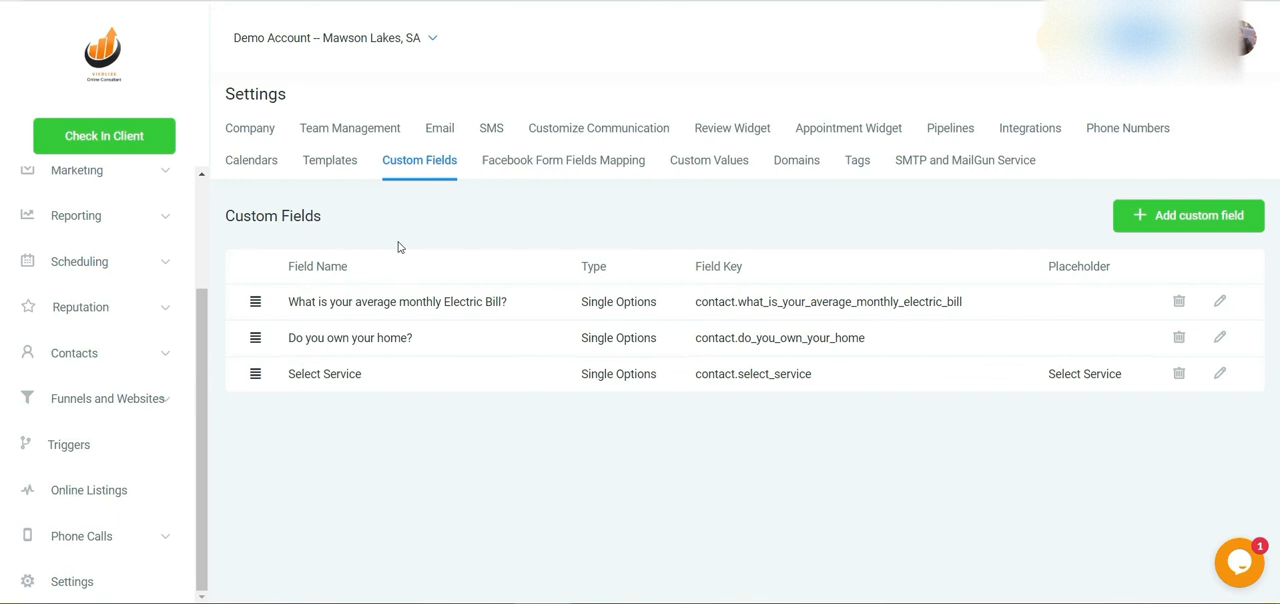 Demo Account -- Mawson Lakes, SA
Online Consultant
Check In Client
Marketing
Reporting
Scheduling
Reputation
Contacts
Funnels and Websites
Triggers
Online Listings
Phone Calls
Settings
Settings
Company Team Management Email SMS Customize Communication Review Widget Appointment Widget Pipelines Integrations Phone Numbers
Calendars Templates Custom Fields Facebook Form Fields Mapping Custom Values Domains Tags SMTP and MailGun Service
Custom Fields
Add custom field
Field Name Type Field Key Placeholder
What is your average monthly Electric Bill? Single Options contact.what_is_your_average_monthly_electric_bill
Do you own your home? Single Options contact.do_you_own_your_home
Select Service Single Options contact.select_service Select Service
1